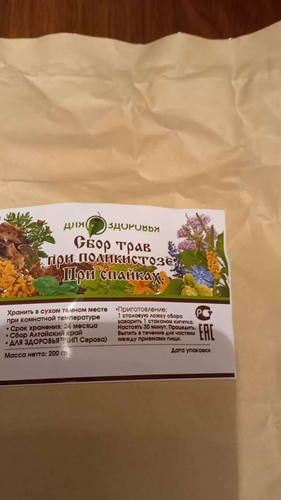 ДЛЯ ЗДОРОВЬЯ
Сбор трав
при поликистозе
При спайках
Хранить в сухом темном месте
при комнатной температуре
• Срок хранения: 24 месяца
• Сбор Алтайский край
• ДЛЯ ЗДОРОВЬЯ (ИП Серова)
Масса нетто: 200 гр.
•Приготовление:
1 столовую ложку сбора
заварить 1 стаканом кипятка.
Настоять 30 минут. Процедить.
Выпить в течение дня частями
между приемами пищи.
Дата упаковки
РСТ
ЕАС